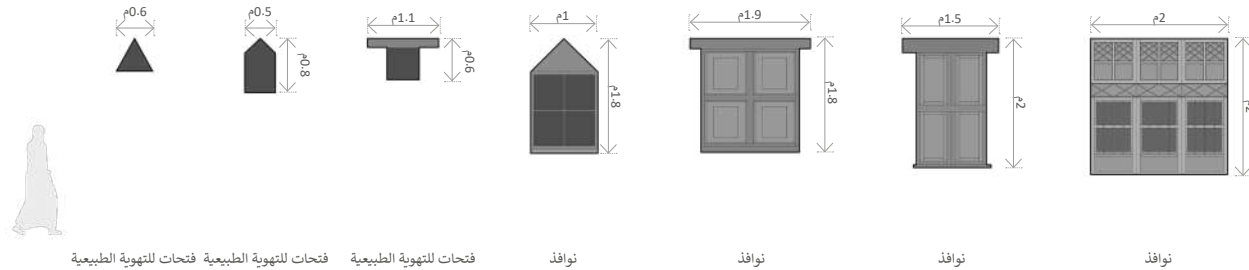 2م
1.5م
1.9م
1م
1.1م
0.5م
0.6م
2م
2م
1.8م
1.8م
0.6م
0.8م
نوافذ
نوافذ
نوافذ
نوافذ
فتحات للتهوية الطبيعية
فتحات للتهوية الطبيعية
فتحات للتهوية الطبيعية